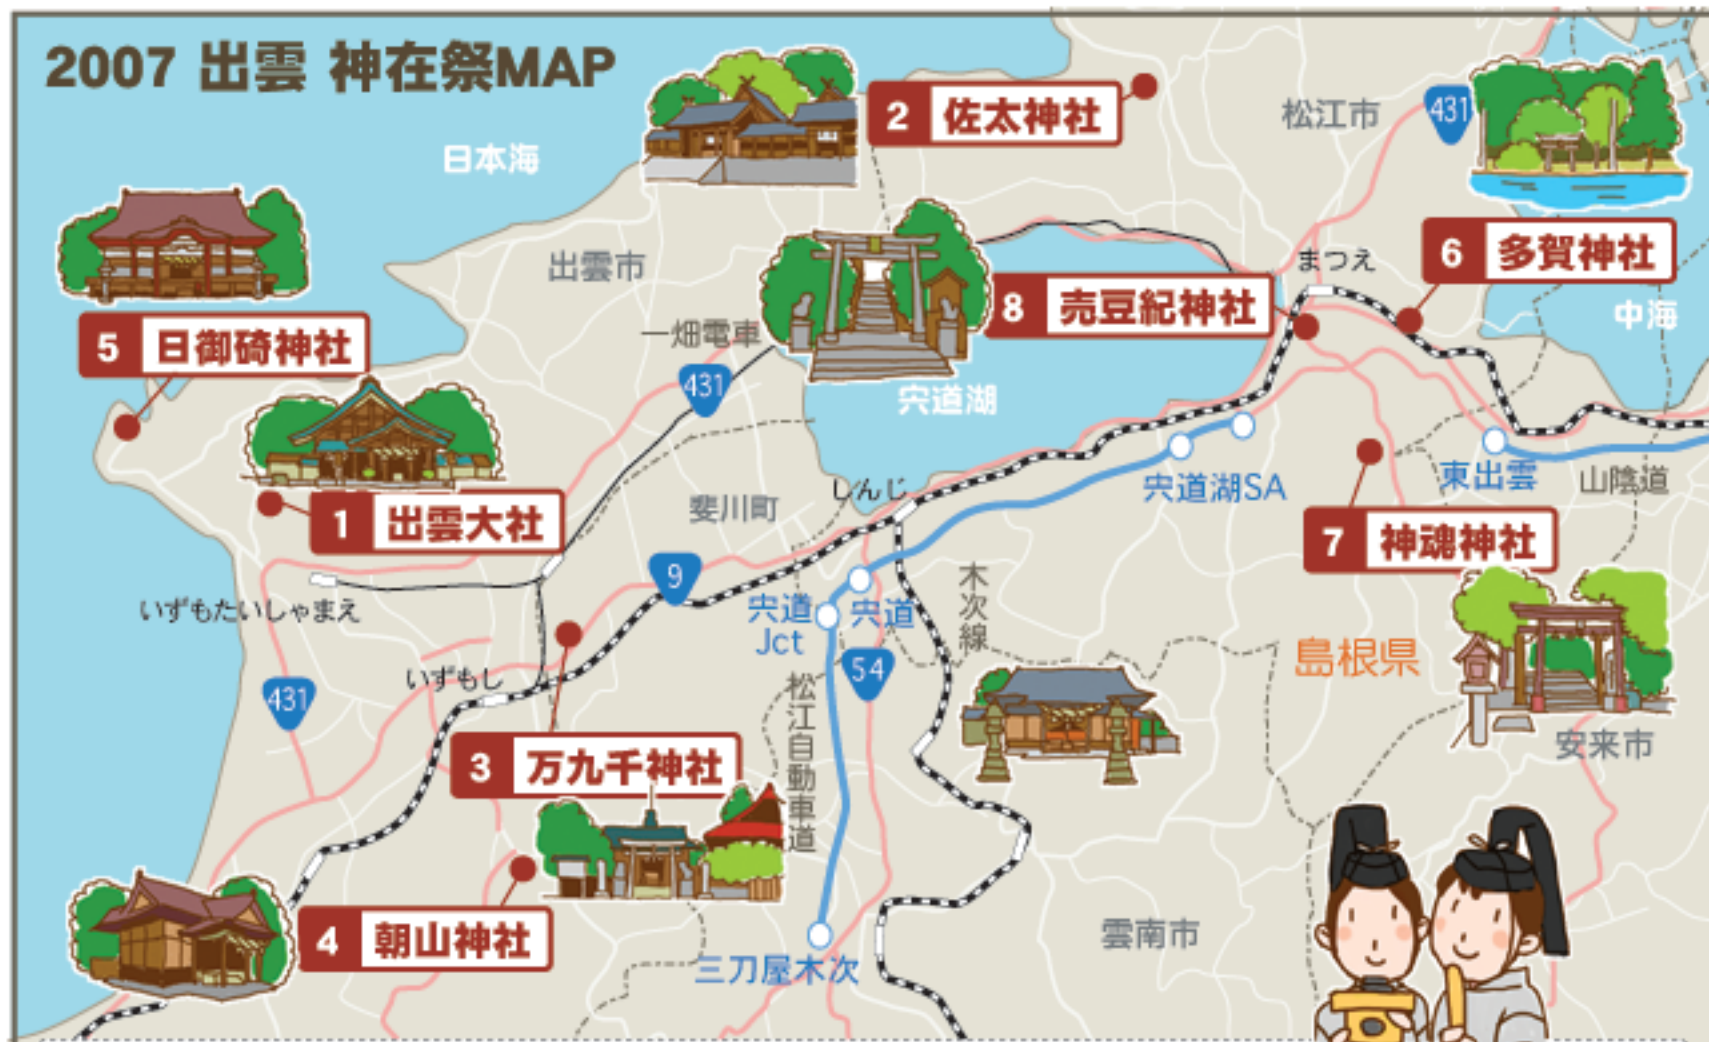 2007 出雲 神在祭MAP
日本海
2 佐太神社
松江市
431
出雲市
まつえ
6 多賀神社
5 日御碕神社
一畑電車
8 売豆紀神社
中海
431
宍道湖
1 出雲大社
斐川町
しんじ
宍道湖SA
東出雲
山陰道
7 神魂神社
いずもたいしゃまえ
9
宍道
Jct
宍道
木次線
島根県
いずもし
431
54
松江自動車道
3 万九千神社
安来市
4 朝山神社
三刀屋木次
雲南市